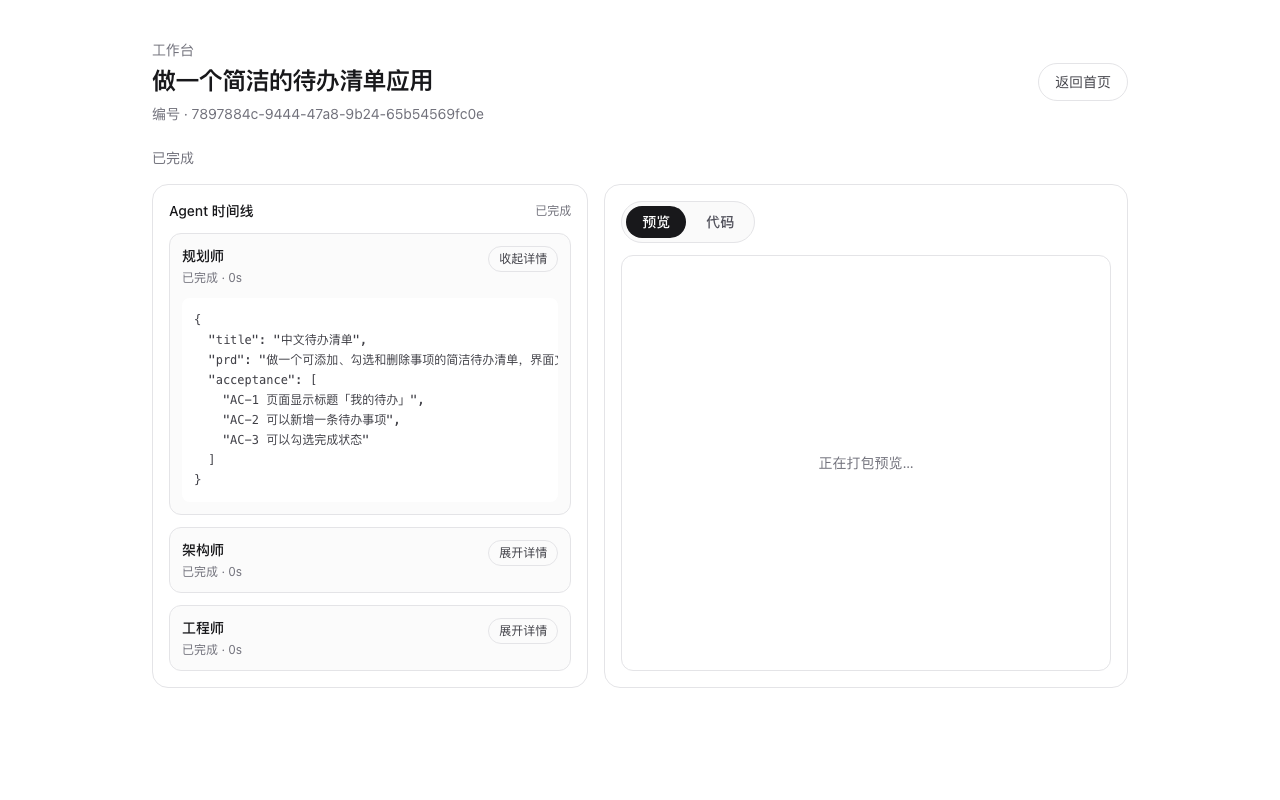 工作台
做一个简洁的待办清单应用
返回首页
编号 · 7897884c-9444-47a8-9b24-65b54569fc0e
已完成
Agent 时间线
已完成
规划师
收起详情
已完成 · 0s
{
"title": "中文待办清单",
"prd": "做一个可添加、勾选和删除事项的简洁待办清单，界面
"acceptance": [
"AC-1 页面显示标题「我的待办」",
"AC-2 可以新增一条待办事项",
"AC-3 可以勾选完成状态"
]
}
架构师
展开详情
已完成 · 0s
工程师
展开详情
已完成 · 0s
预览
代码
正在打包预览...